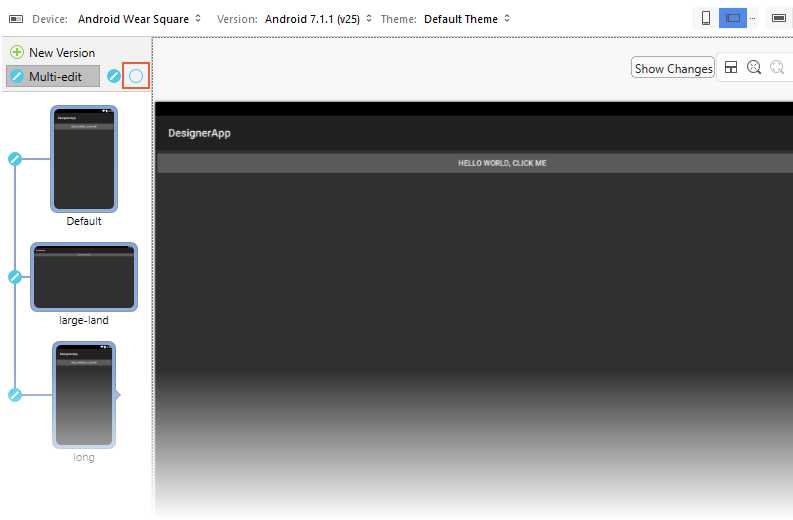 Device: Android Wear Square Version: Android 7.1.1 (v25) Theme: Default Theme ...
New Version
Multi-edit
Show Changes
DesignerApp
HELLO WORLD, CLICK ME
DesignerApp
HELLO WORLD, CLICK ME
Default
large-land
DesignerApp
HELLO WORLD, CLICK ME
long